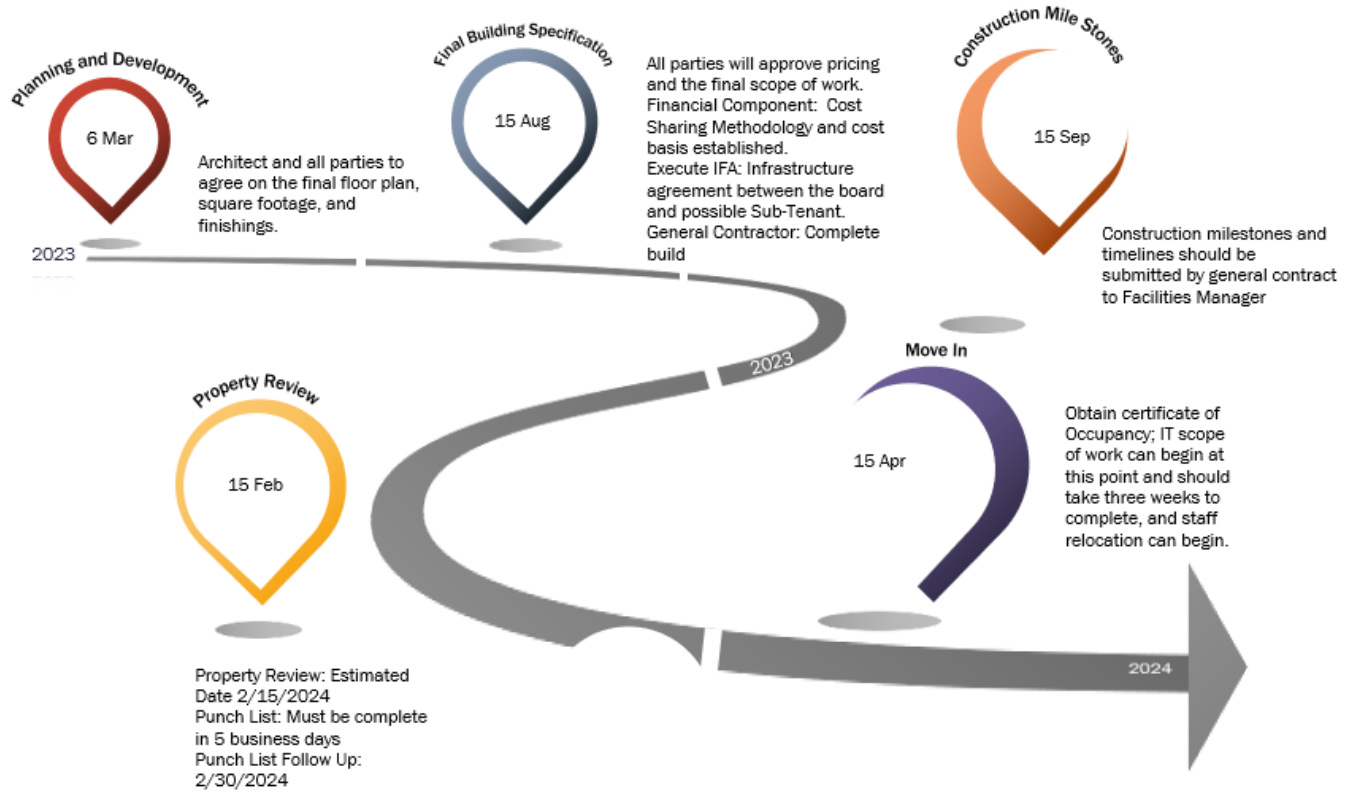 Planning and Development
6 Mar
Architect and all parties to
agree on the final floor plan,
square footage, and
finishings.
Final Building Specification
15 Aug
All parties will approve pricing
and the final scope of work.
Financial Component:  Cost
Sharing Methodology and cost
basis established.
Execute IFA: Infrastructure
agreement between the board
and possible Sub-Tenant.
General Contractor: Complete
build
Construction Mile Stones
15 Sep
Construction milestones and
timelines should be
submitted by general contract
to Facilities Manager
2023
2023
Property Review
15 Feb
Property Review: Estimated
Date 2/15/2024
Punch List: Must be complete
in 5 business days
Punch List Follow Up:
2/30/2024
Move In
15 Apr
Obtain certificate of
Occupancy; IT scope
of work can begin at
this point and should
take three weeks to
complete, and staff
relocation can begin.
2024